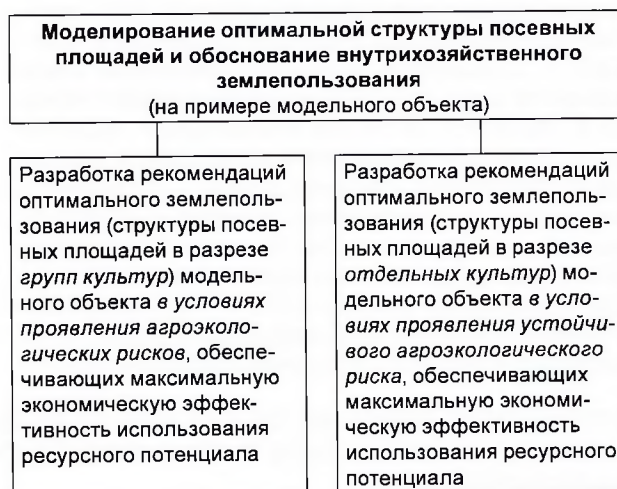 Моделирование оптимальной структуры посевных
площадей и обоснование внутрихозяйственного
землепользования
(на примере модельного объекта)
Разработка рекомендаций
оптимального землеполь-
зования (структуры посев-
ных площадей в разрезе
групп культур) модель-
ного объекта в условиях
проявления агроэколо-
гических рисков, обеспе-
чивающих максимальную
экономическую эффек-
тивность использования
ресурсного потенциала
Разработка рекомендаций
оптимального землеполь-
зования (структуры посев-
ных площадей в разрезе
отдельных культур) мо-
дельного объекта в усло-
виях проявления устойчи-
вого агроэкологического
риска, обеспечивающих
максимальную экономи-
ческую эффективность
использования ресурсного
потенциала